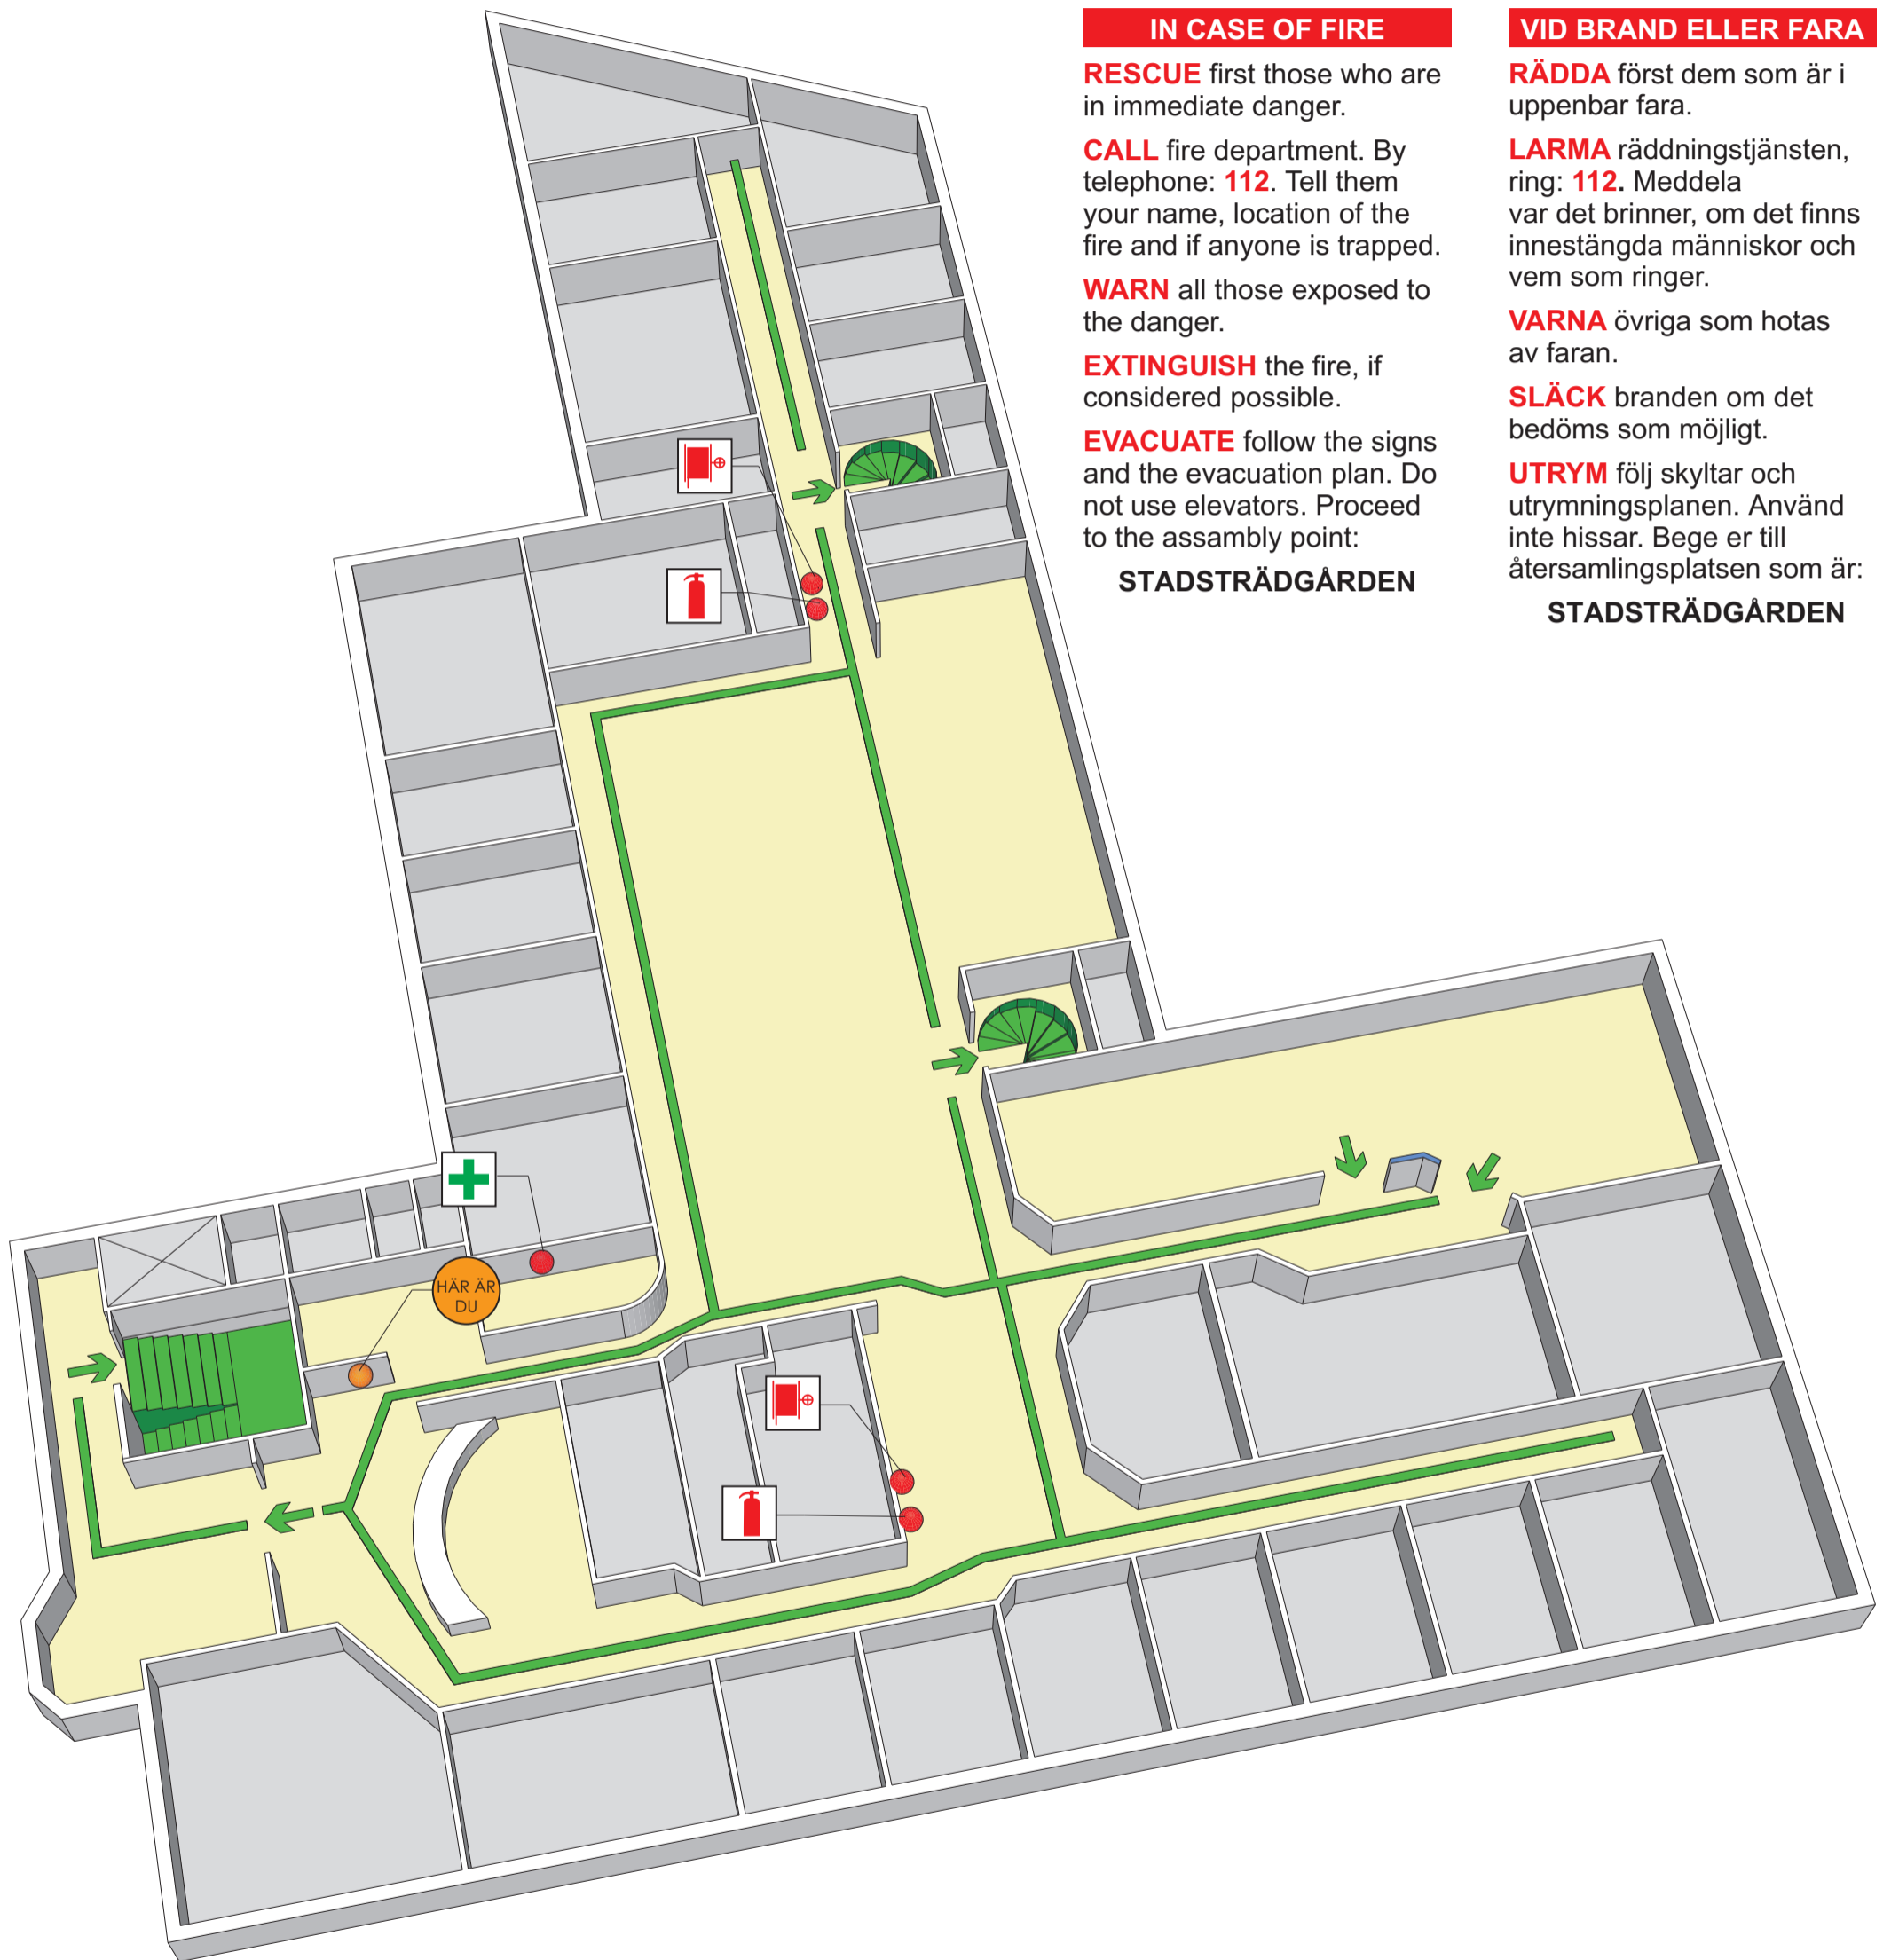 IN CASE OF FIRE
RESCUE first those who are
in immediate danger.
CALL fire department. By
telephone: 112. Tell them
your name, location of the
fire and if anyone is trapped.
WARN all those exposed to
the danger.
EXTINGUISH the fire, if
considered possible.
EVACUATE follow the signs
and the evacuation plan. Do
not use elevators. Proceed
to the assambly point:
STADSTRÄDGÅRDEN
VID BRAND ELLER FARA
RÄDDA först dem som är i
uppenbar fara.
LARMA räddningstjänsten,
ring: 112. Meddela
var det brinner, om det finns
innestängda människor och
vem som ringer.
VARNA övriga som hotas
av faran.
SLÄCK branden om det
bedöms som möjligt.
UTRYM följ skyltar och
utrymningsplanen. Använd
inte hissar. Bege er till
återsamlingsplatsen som är:
STADSTRÄDGÅRDEN
HÄR ÄR
DU